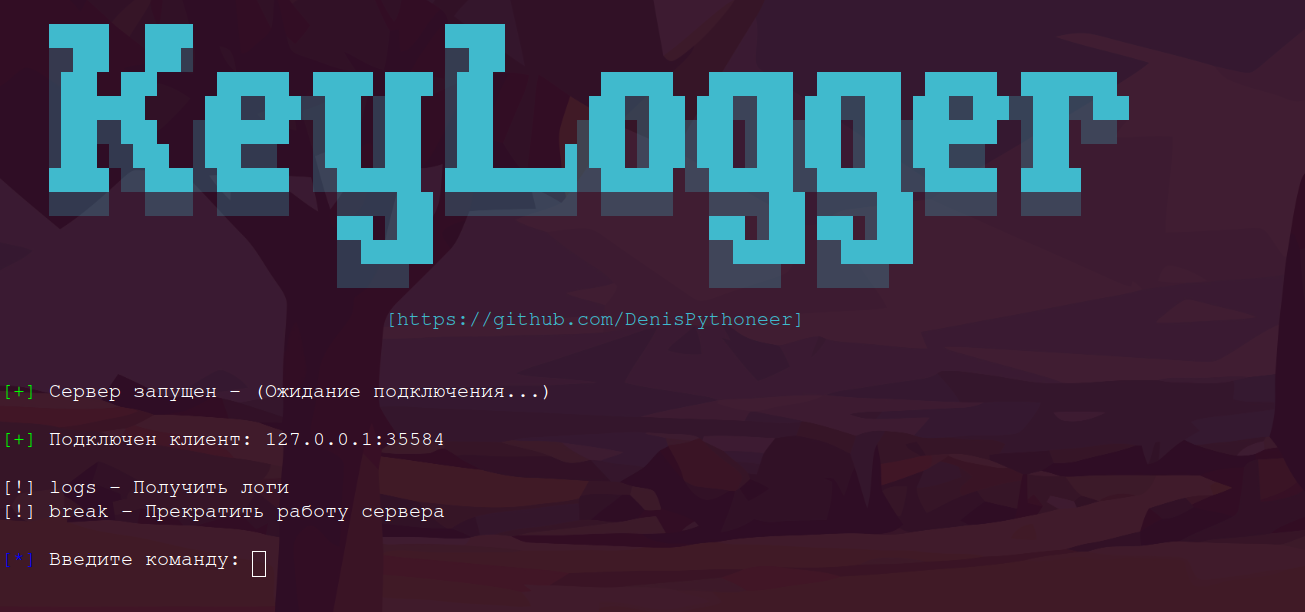 KeyLogger
[https://github.com/DenisPythoneer]
[+] Сервер запущен - (Ожидание подключения...)
[+] Подключен клиент: 127.0.0.1:35584
[!] logs - Получить логи
[!] break - Прекратить работу сервера
[*] Введите команду: